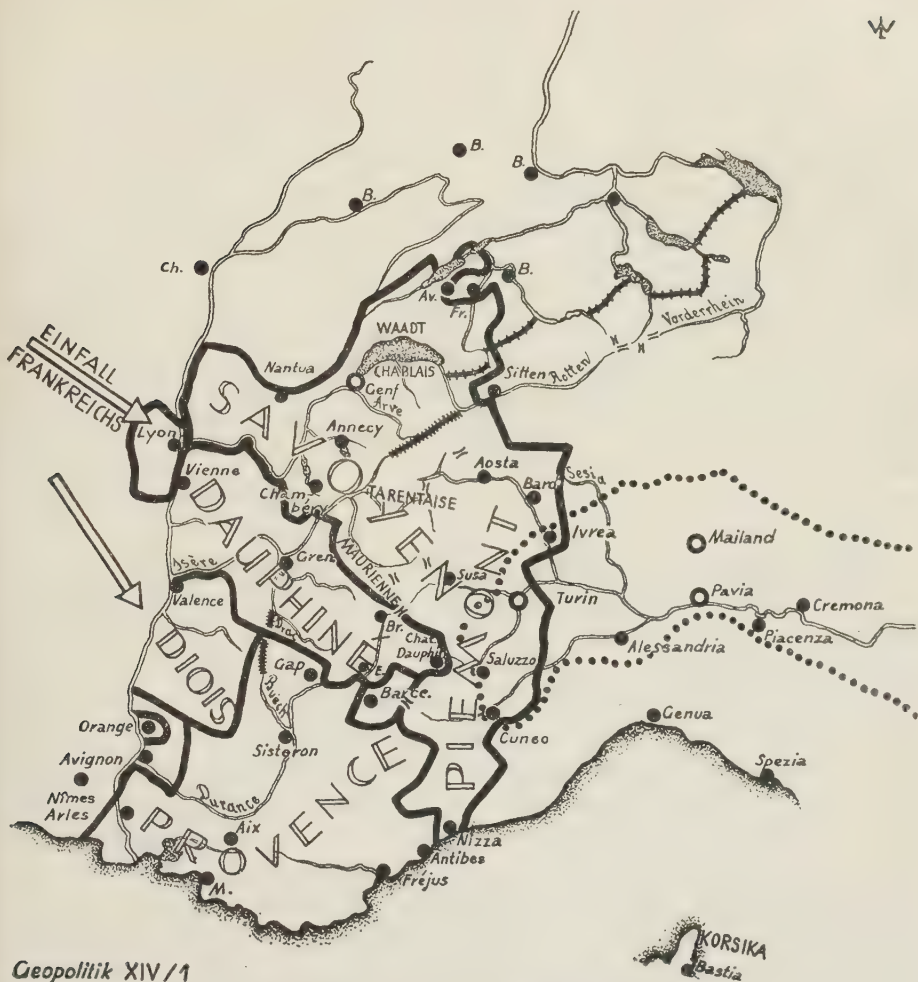 B.
B.
B.
Ch.
B.
Av.
Fr.
EINFALL
FRANKREICHS
WAADT
CHABLAIS
Vorderrhein
Nantua
Genf
Arve
Sitten
Rotten
SAVOYEN
Lyon
Annecy
Vienne
Cham-
béry
TARENTAISE
Aosta
Bard
Sesia
DAUPHINE
Ivrea
Mailand
Isère
Gren.
MAURIENNE
Susa
Turin
Pavia
Cremona
Valence
Drac
Br.
Chat.
Dauphin
Piacenza
Alessandria
DIOIS
Gap
E.
Saluzzo
PIEMONT
Buëch
Barce.
Orange
Sisteron
Cuneo
Genua
Avignon
Spezia
Nîmes
Arles
Durance
PROVENCE
Aix
Nizza
Antibes
M.
Fréjus
KORSIKA
Bastia
Geopolitik XIV/1